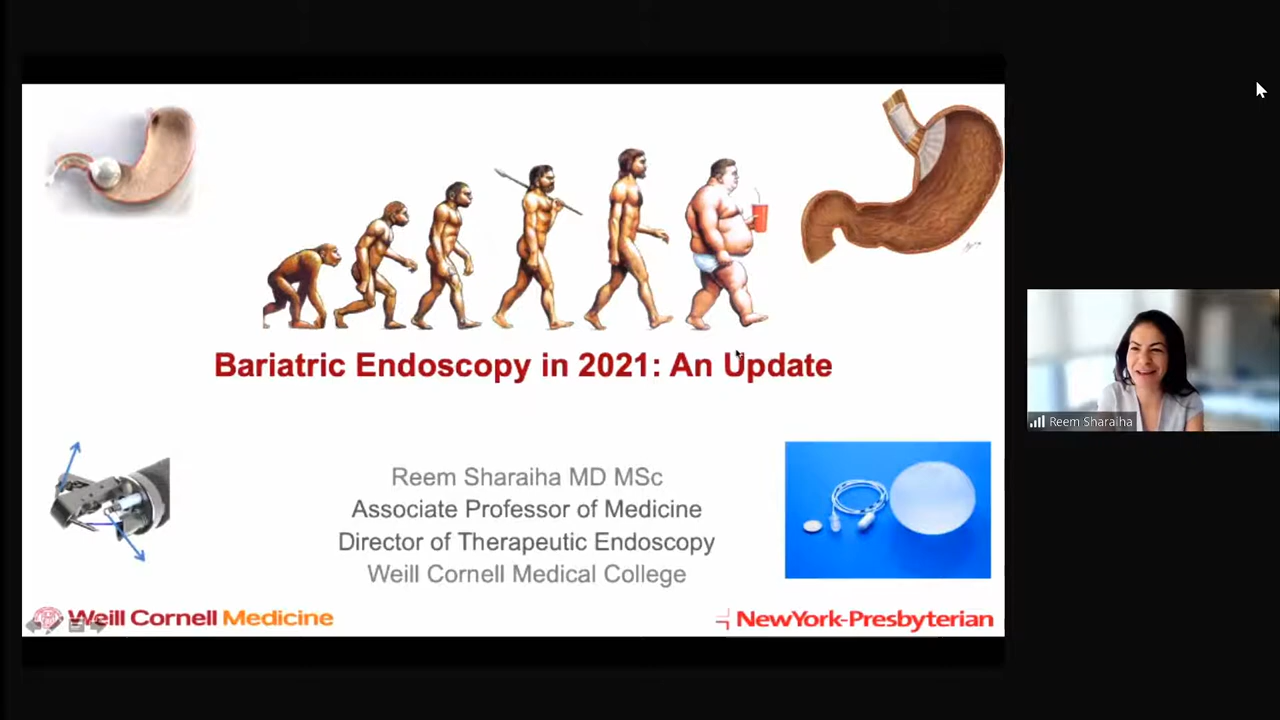 Bariatric Endoscopy in 2021: An Update
Reem Sharaiha MD MSc
Associate Professor of Medicine
Director of Therapeutic Endoscopy
Weill Cornell Medical College
Weill Cornell Medicine
NewYork-Presbyterian
Reem Sharaiha